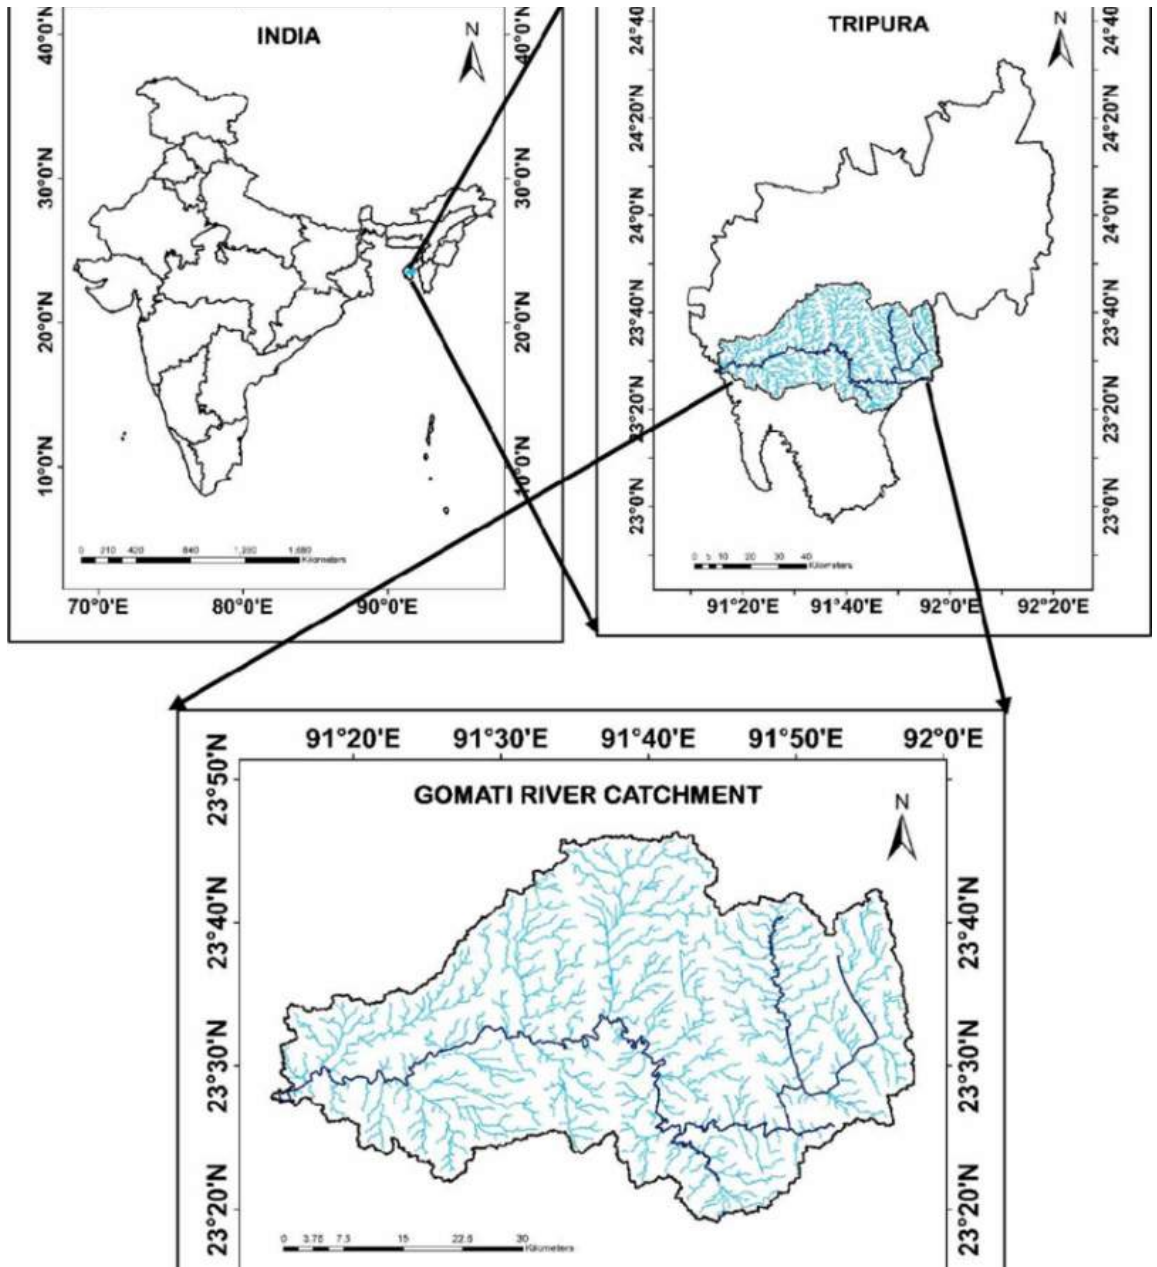 INDIA
N
40°0'N
30°0'N
20°0'N
10°0'N
40°0'N
30°0'N
20°0'N
10°0'N
0 210 420 840 1,260 1,680
Kilometers
70°0'E 80°0'E 90°0'E
TRIPURA
N
24°40
24°20'N
24°0'N
23°40'N
23°20'N
23°0'N
24°40
24°20'N
24°0'N
23°40'N
23°20'N
23°0'N
0 5 10 20 30 40
Kilometers
91°20'E 91°40'E 92°0'E 92°20'E
91°20'E 91°30'E 91°40'E 91°50'E 92°0'E
GOMATI RIVER CATCHMENT
N
23°50'N
23°40'N
23°30'N
23°20'N
23°40'N
23°30'N
23°20'N
0 3.75 7.5 15 22.5 30
Kilometers